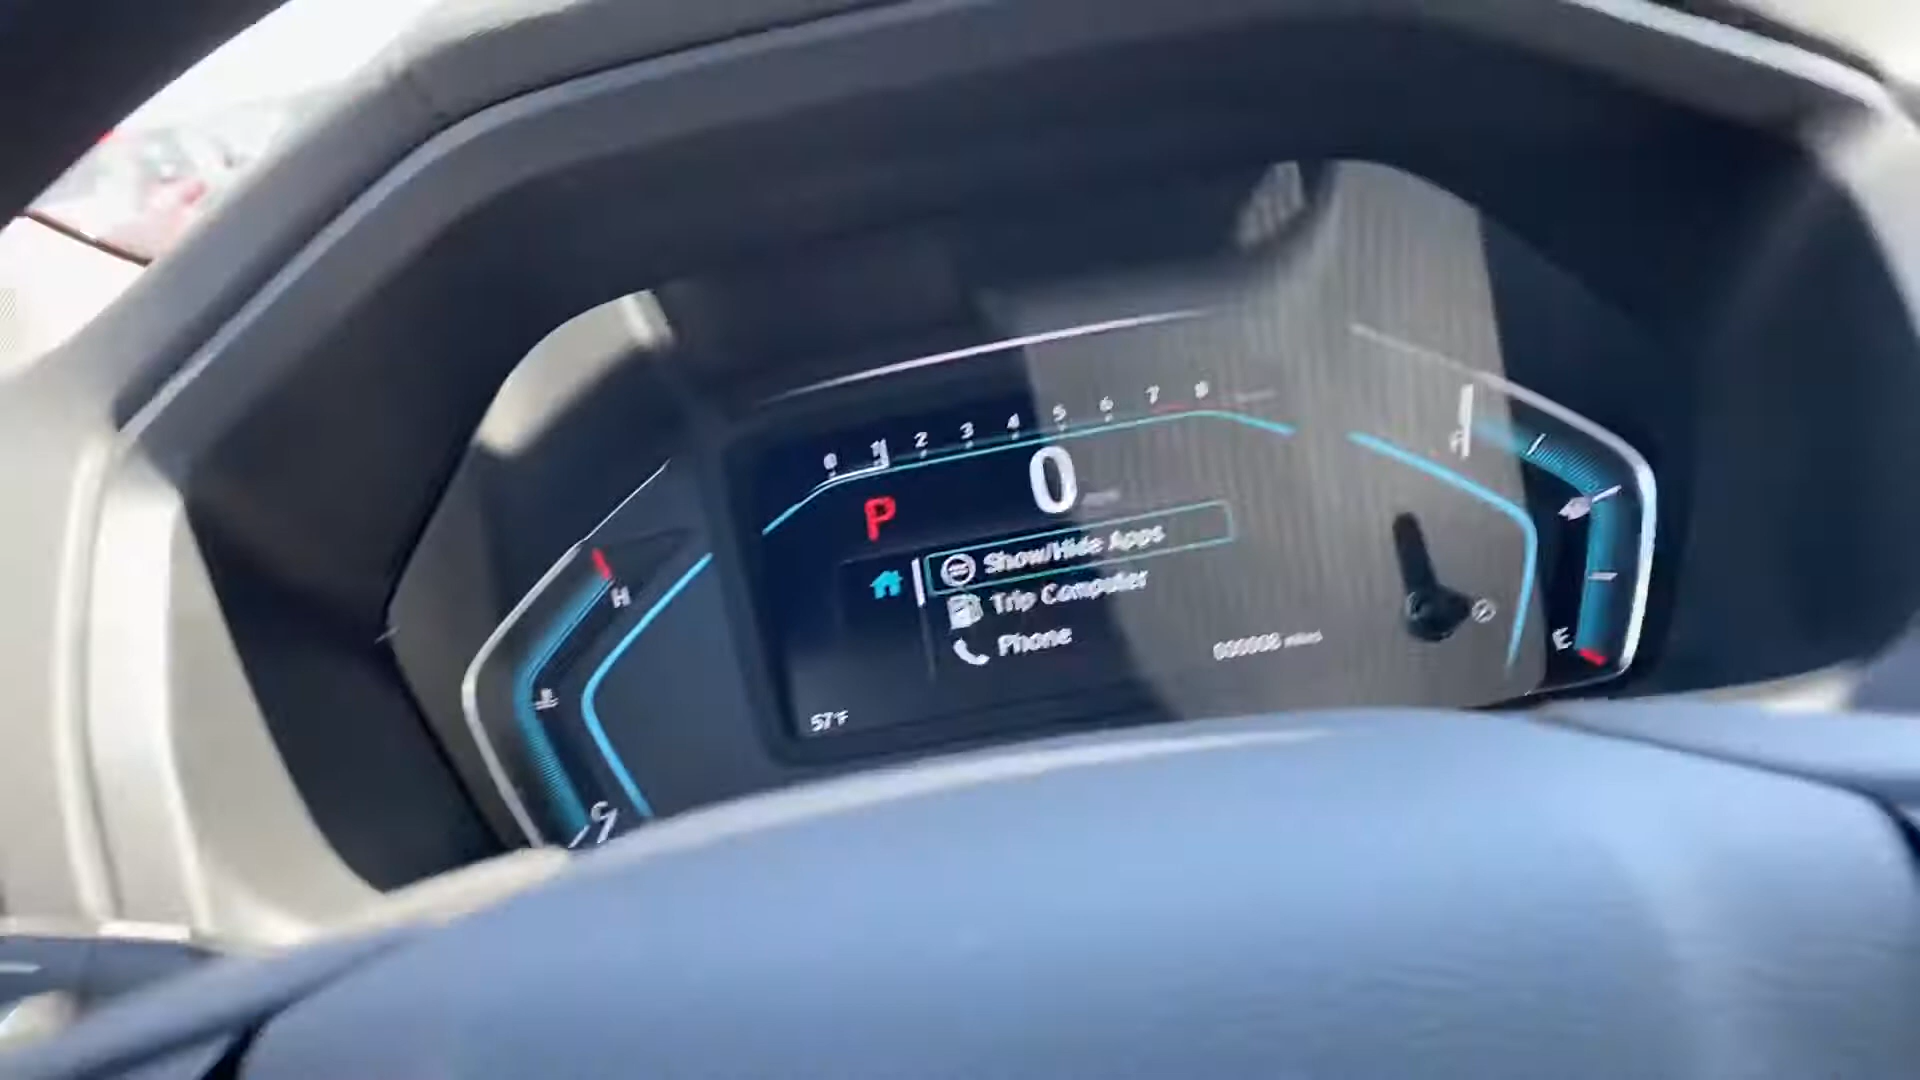 0 1 2 3 4 5 6 7 8
P
0
Show/Hide Apps
Trip Computer
Phone
000008 miles
57°F
H
C
F
E